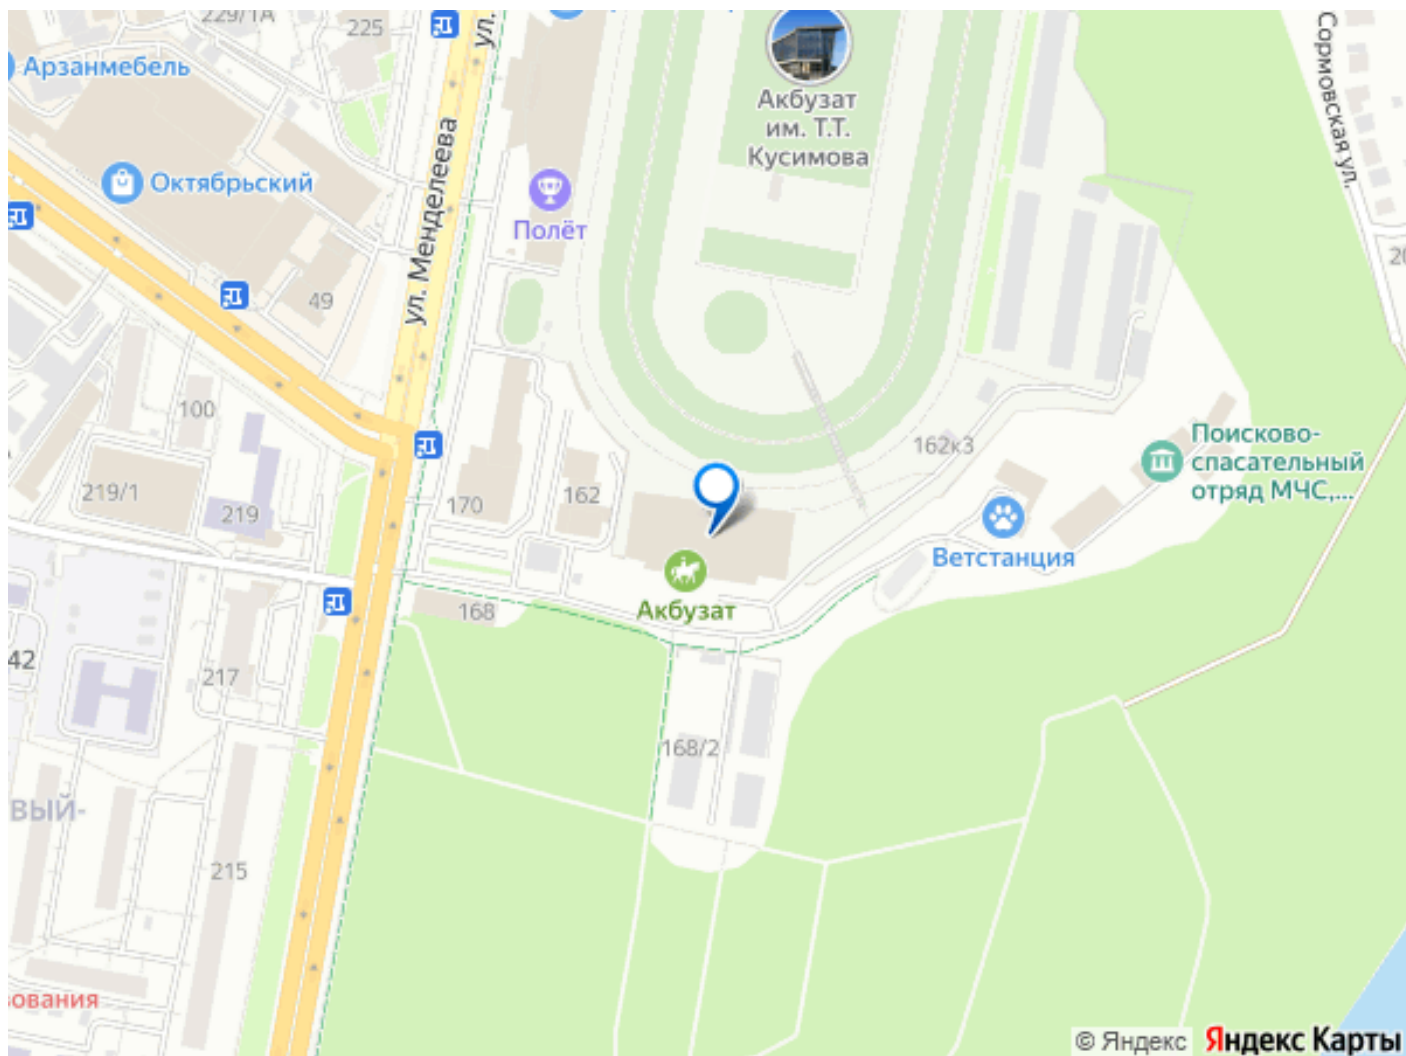 229/1А
225
ул.
Арзанмебель
Акбузат
им. Т.Т.
Кусимова
Сормовская ул.
Октябрьский
ул. Менделеева
Полёт
49
100
162к3
Поисково-
спасательный
отряд МЧС,...
219/1
219
170
162
Ветстанция
Акбузат
168
42
217
168/2
ВЫЙ-
215
зования
© Яндекс
Яндекс Карты